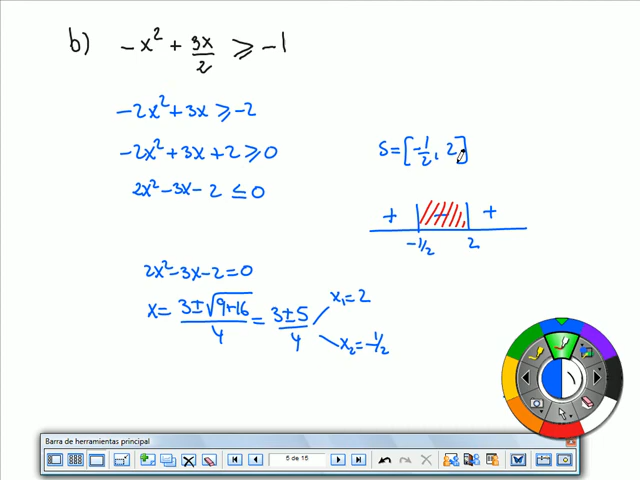 b) -x² + 3x/2 ⩾ -1
-2x² + 3x ⩾ -2
-2x² + 3x + 2 ⩾ 0
2x² - 3x - 2 ≤ 0
S = [-1/2, 2]
+ - +
-1/2 2
2x² - 3x - 2 = 0
x = 3 ± √9+16 / 4 = 3 ± 5 / 4
x₁ = 2
x₂ = -1/2
Barra de herramientas principal
5 de 15